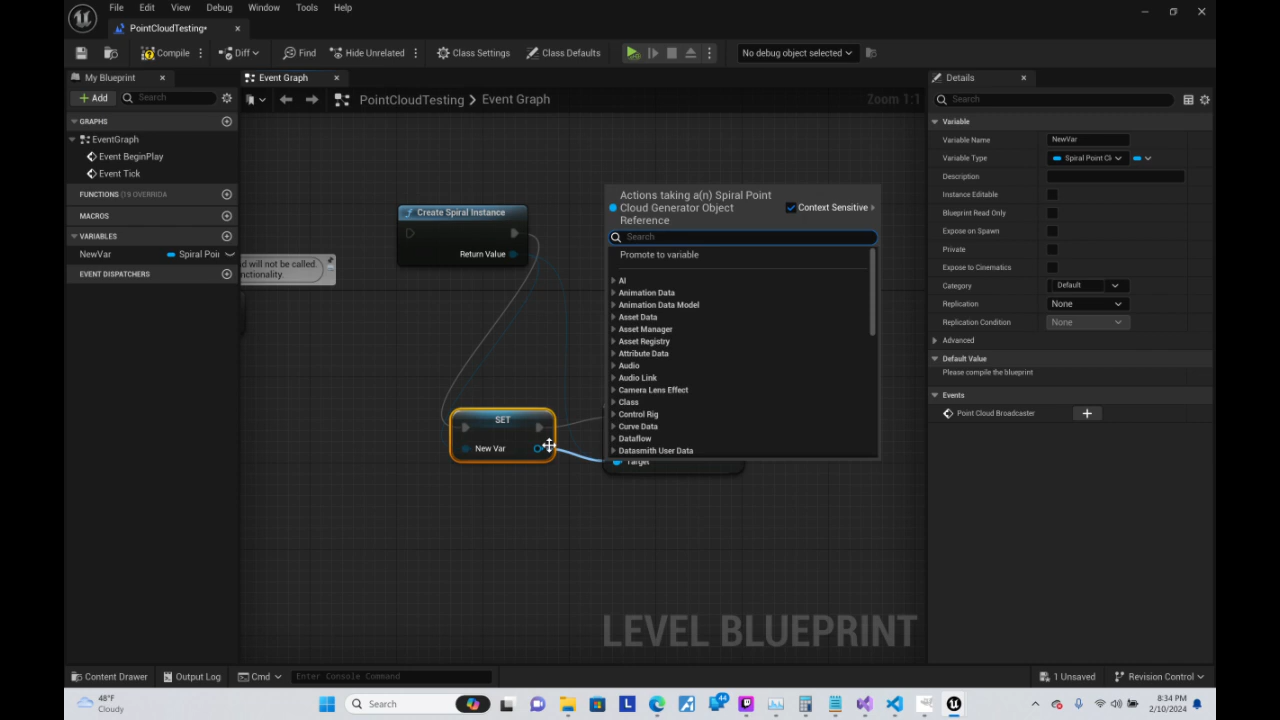 File Edit View Debug Window Tools Help
PointCloudTesting*
Compile Diff Find Hide Unrelated Class Settings Class Defaults No debug object selected
My Blueprint
Event Graph
Details
Add Search
PointCloudTesting > Event Graph
Zoom 1:1
Search
GRAPHS
EventGraph
Event BeginPlay
Event Tick
FUNCTIONS (19 OVERRIDA
MACROS
VARIABLES
NewVar Spiral Poi
EVENT DISPATCHERS
d will not be called.
nctionality.
Create Spiral Instance
Return Value
SET
New Var
Target
Actions taking a(n) Spiral Point
Cloud Generator Object
Reference
Context Sensitive
Search
Promote to variable
AI
Animation Data
Animation Data Model
Asset Data
Asset Manager
Asset Registry
Attribute Data
Audio
Audio Link
Camera Lens Effect
Class
Control Rig
Curve Data
Dataflow
Datasmith User Data
LEVEL BLUEPRINT
Variable
Variable Name NewVar
Variable Type Spiral Point Cl
Description
Instance Editable
Blueprint Read Only
Expose on Spawn
Private
Expose to Cinematics
Category Default
Replication None
Replication Condition None
Advanced
Default Value
Please compile the blueprint
Events
Point Cloud Broadcaster
Content Drawer Output Log Cmd Enter Console Command 1 Unsaved Revision Control
48°F
Cloudy
Search
44
8:34 PM
2/10/2024